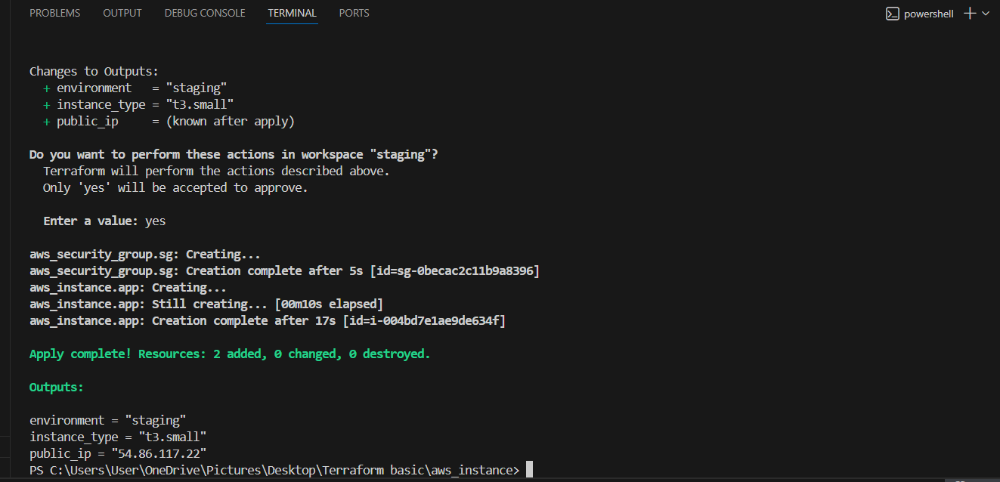 PROBLEMS OUTPUT DEBUG CONSOLE TERMINAL PORTS powershell
Changes to Outputs:
+ environment = "staging"
+ instance_type = "t3.small"
+ public_ip = (known after apply)
Do you want to perform these actions in workspace "staging"?
Terraform will perform the actions described above.
Only 'yes' will be accepted to approve.
Enter a value: yes
aws_security_group.sg: Creating...
aws_security_group.sg: Creation complete after 5s [id=sg-0becac2c11b9a8396]
aws_instance.app: Creating...
aws_instance.app: Still creating... [00m10s elapsed]
aws_instance.app: Creation complete after 17s [id=i-004bd7e1ae9de634f]
Apply complete! Resources: 2 added, 0 changed, 0 destroyed.
Outputs:
environment = "staging"
instance_type = "t3.small"
public_ip = "54.86.117.22"
PS C:\Users\User\OneDrive\Pictures\Desktop\Terraform basic\aws_instance>